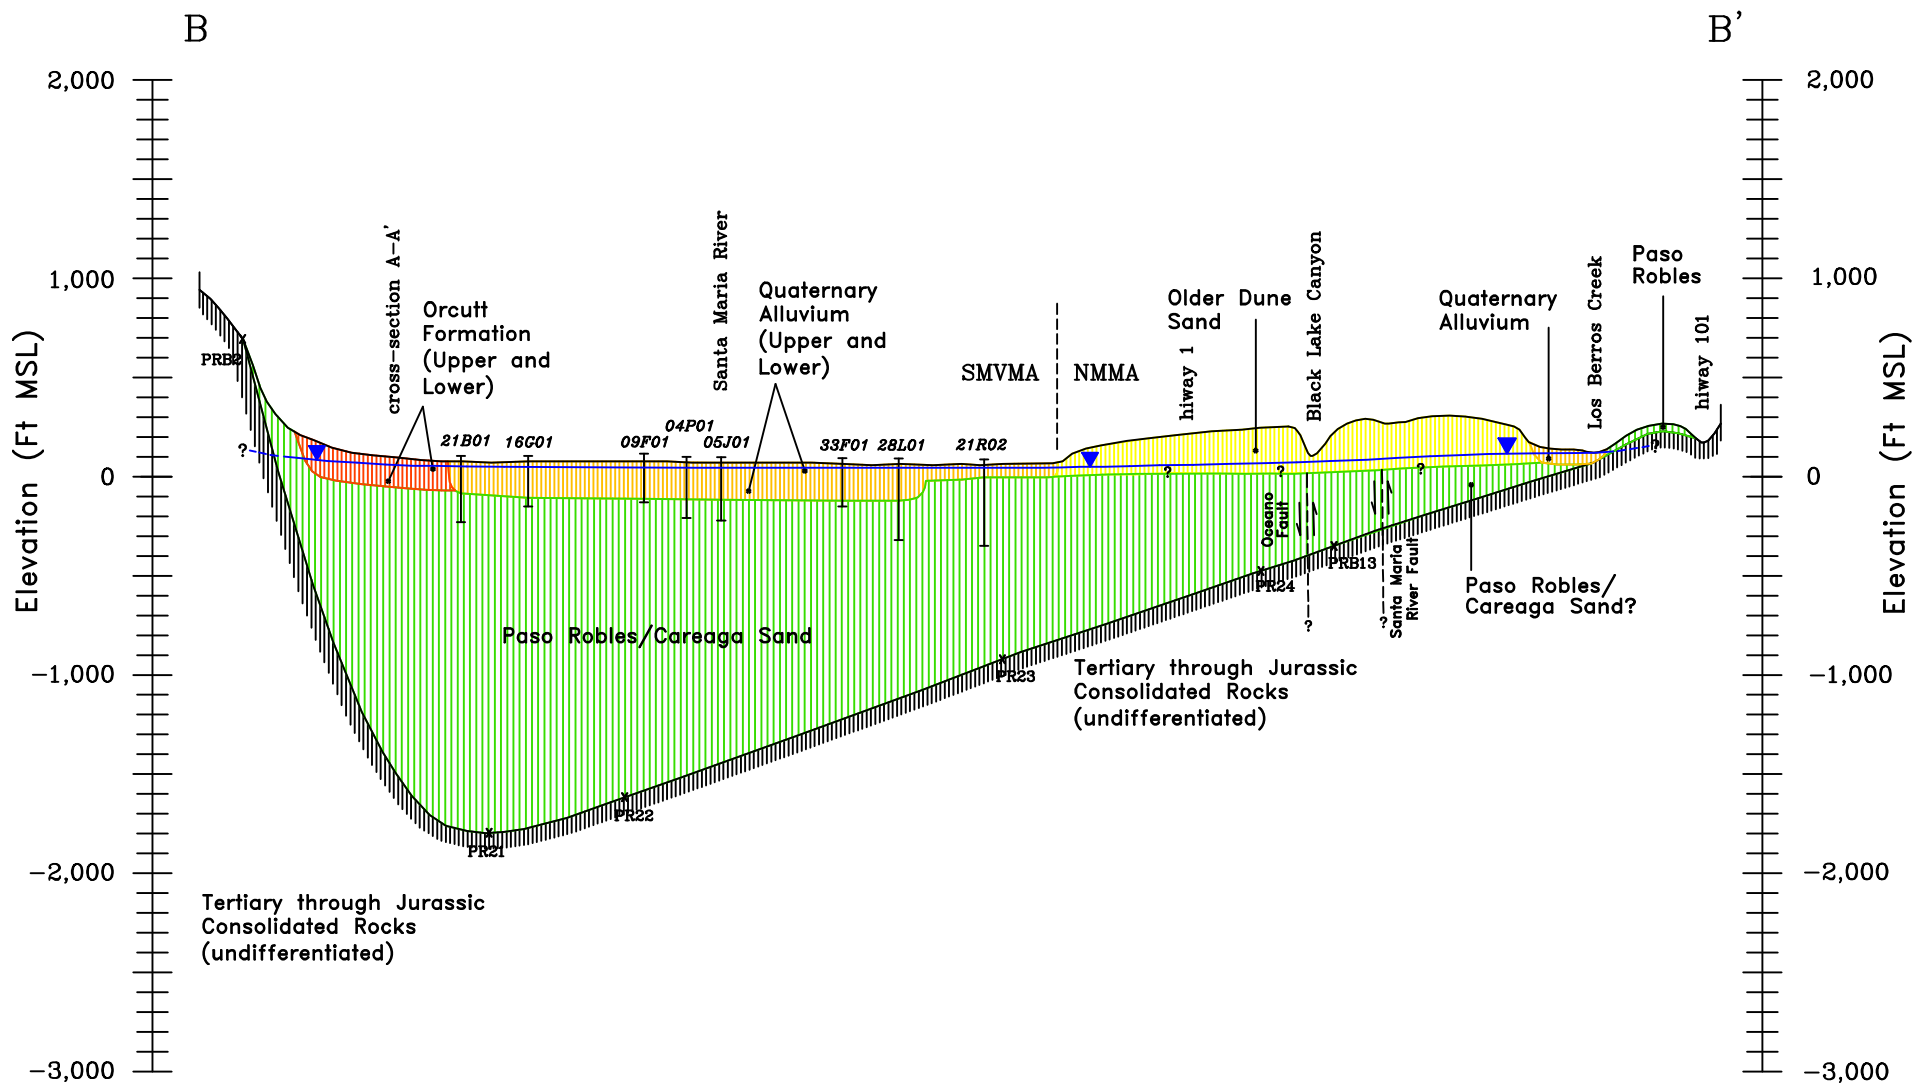 B
B'
2,000
2,000
1,000
1,000
0
0
-1,000
-1,000
-2,000
-2,000
-3,000
-3,000
Elevation (Ft MSL)
Elevation (Ft MSL)
cross-section A-A'
Orcutt
Formation
(Upper and
Lower)
Santa Maria River
Quaternary
Alluvium
(Upper and
Lower)
SMVMA
NMMA
hiway 1
Older Dune
Sand
Black Lake Canyon
Quaternary
Alluvium
Los Berros Creek
Paso
Robles
hiway 101
PRB2
?
21B01
16G01
09F01
04P01
05J01
33F01
28L01
21R02
?
?
?
?
Oceano
Fault
Santa Maria
River Fault
?
?
PRB13
PR24
PR23
PR22
PR21
Paso Robles/Careaga Sand
Paso Robles/
Careaga Sand?
Tertiary through Jurassic
Consolidated Rocks
(undifferentiated)
Tertiary through Jurassic
Consolidated Rocks
(undifferentiated)